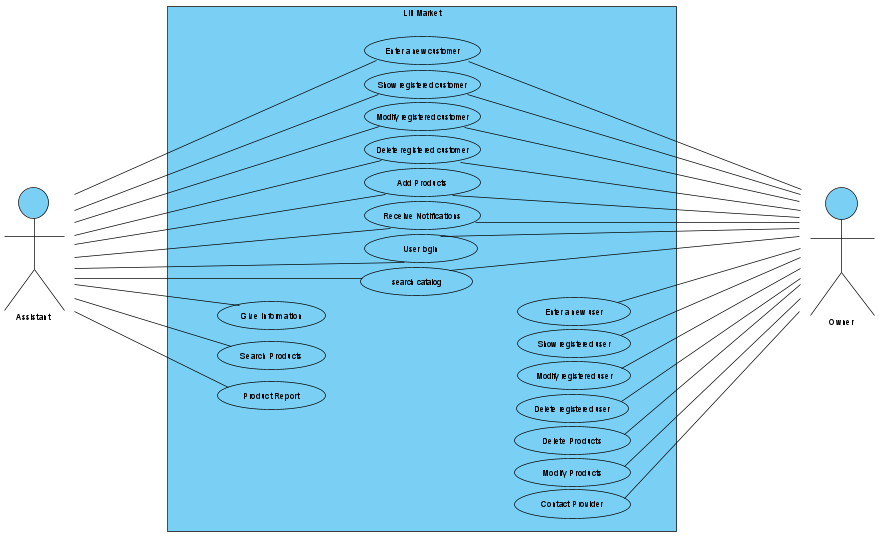 Lili Market
Enter a new customer
Show registered customer
Modify registered customer
Delete registered customer
Add Products
Receive Notifications
User login
search catalog
Give Information
Enter a new user
Assistant
Owner
Show registered user
Search Products
Modify registered user
Product Report
Delete registered user
Delete Products
Modify Products
Contact Provider